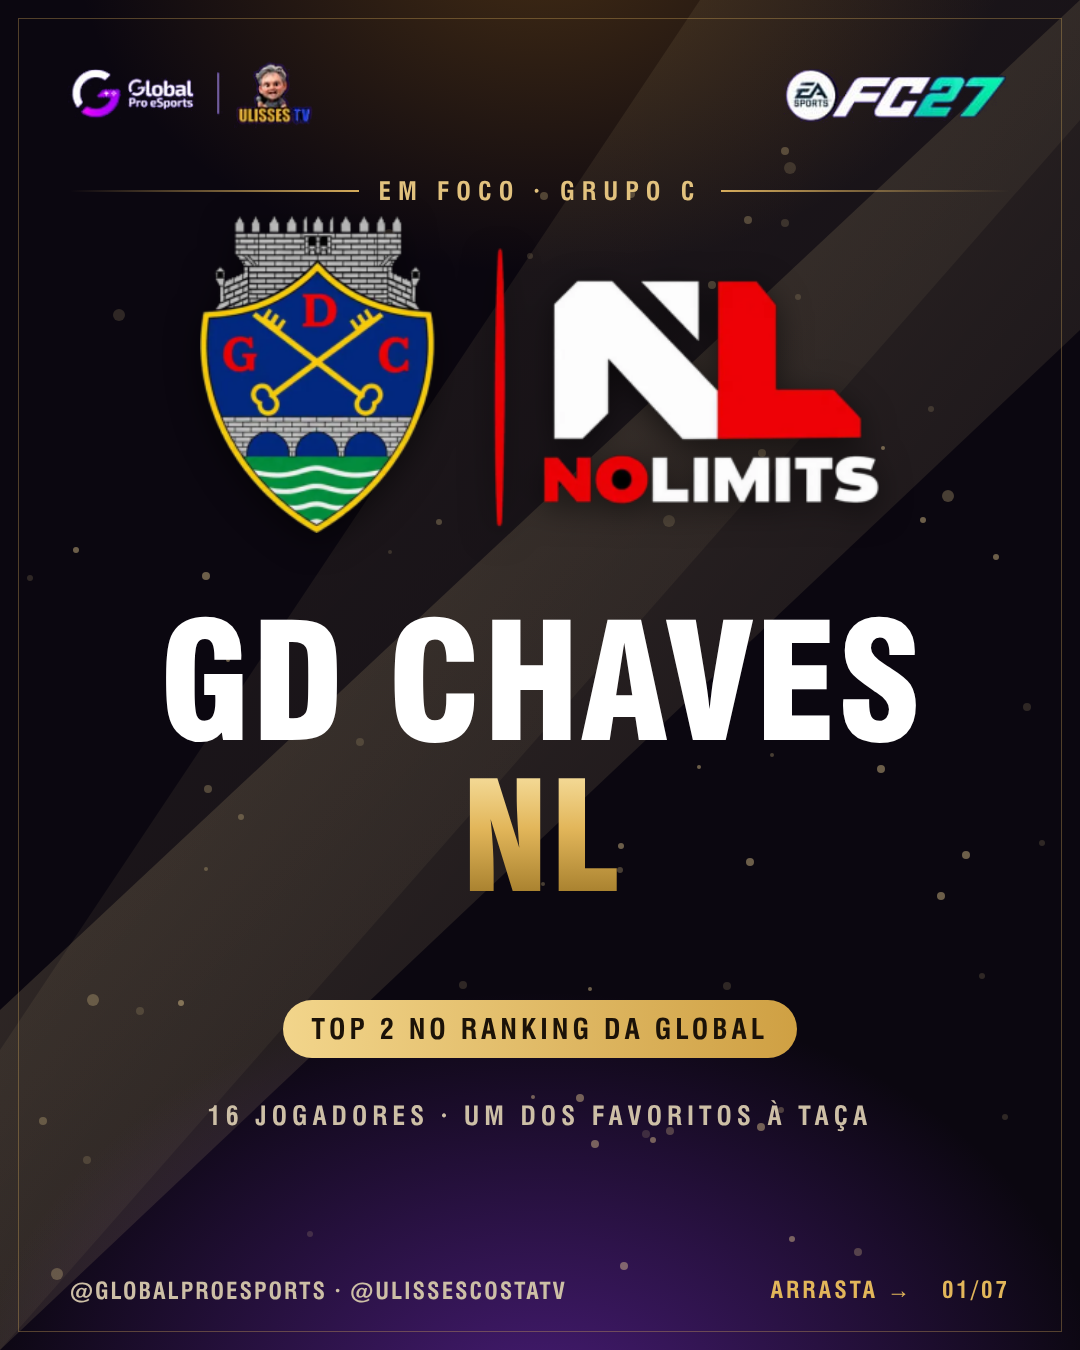 Global
Pro eSports
ULISSES TV
EA
SPORTS
FC27
EM FOCO · GRUPO C
G D C
NL
NOLIMITS
GD CHAVES
NL
TOP 2 NO RANKING DA GLOBAL
16 JOGADORES · UM DOS FAVORITOS À TAÇA
@GLOBALPROESPORTS · @ULISSESCOSTATV
ARRASTA → 01/07